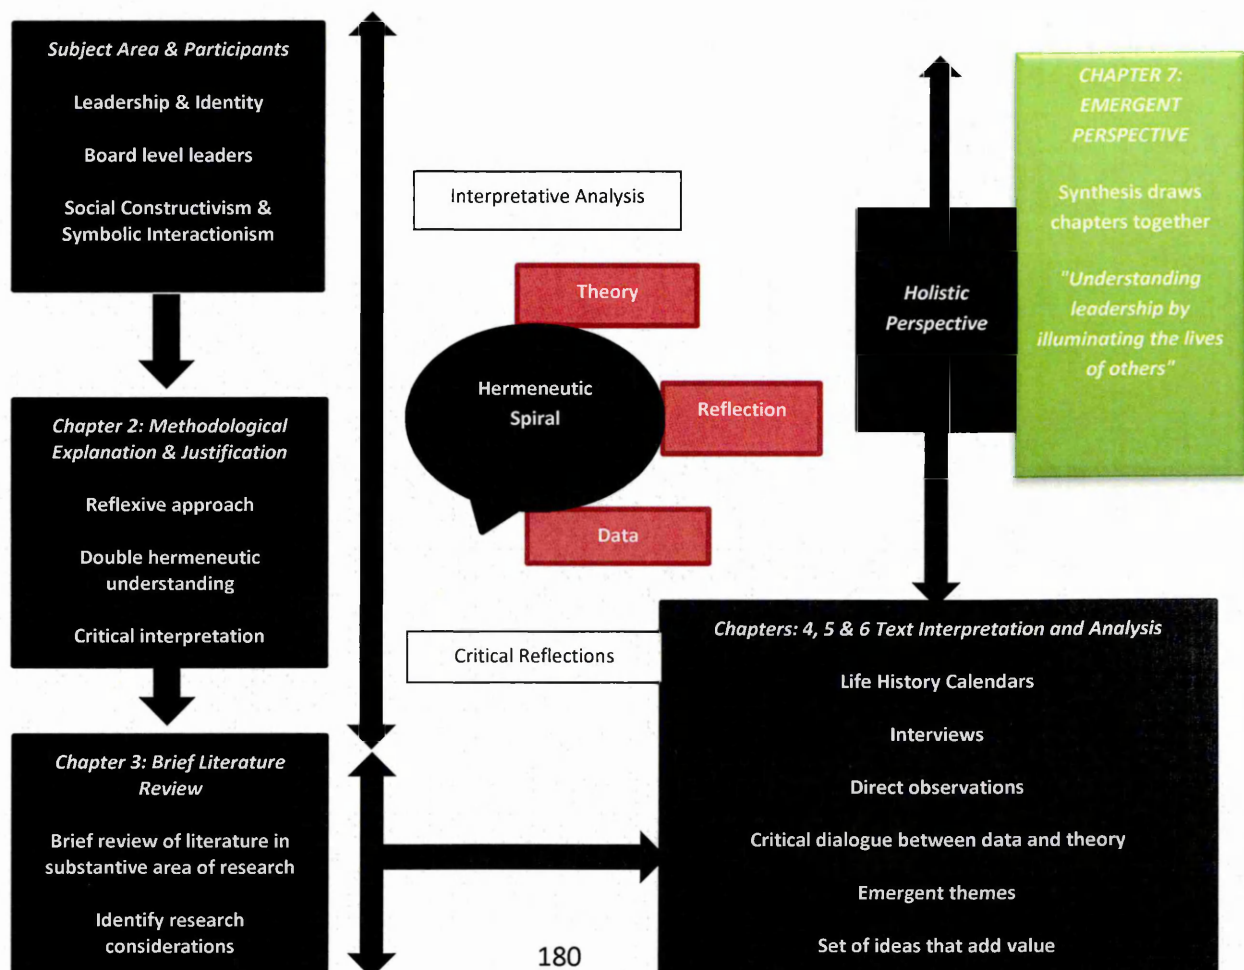 Subject Area & Participants
Leadership & Identity
Board level leaders
Social Constructivism &
Symbolic Interactionism
Chapter 2: Methodological
Explanation & Justification
Reflexive approach
Double hermeneutic
understanding
Critical interpretation
Chapter 3: Brief Literature
Review
Brief review of literature in
substantive area of research
Identify research
considerations
Interpretative Analysis
Theory
Hermeneutic
Spiral
Reflection
Data
Critical Reflections
Holistic
Perspective
CHAPTER 7:
EMERGENT
PERSPECTIVE
Synthesis draws
chapters together
"Understanding
leadership by
illuminating the lives
of others"
Chapters: 4, 5 & 6 Text Interpretation and Analysis
Life History Calendars
Interviews
Direct observations
Critical dialogue between data and theory
Emergent themes
Set of ideas that add value
180